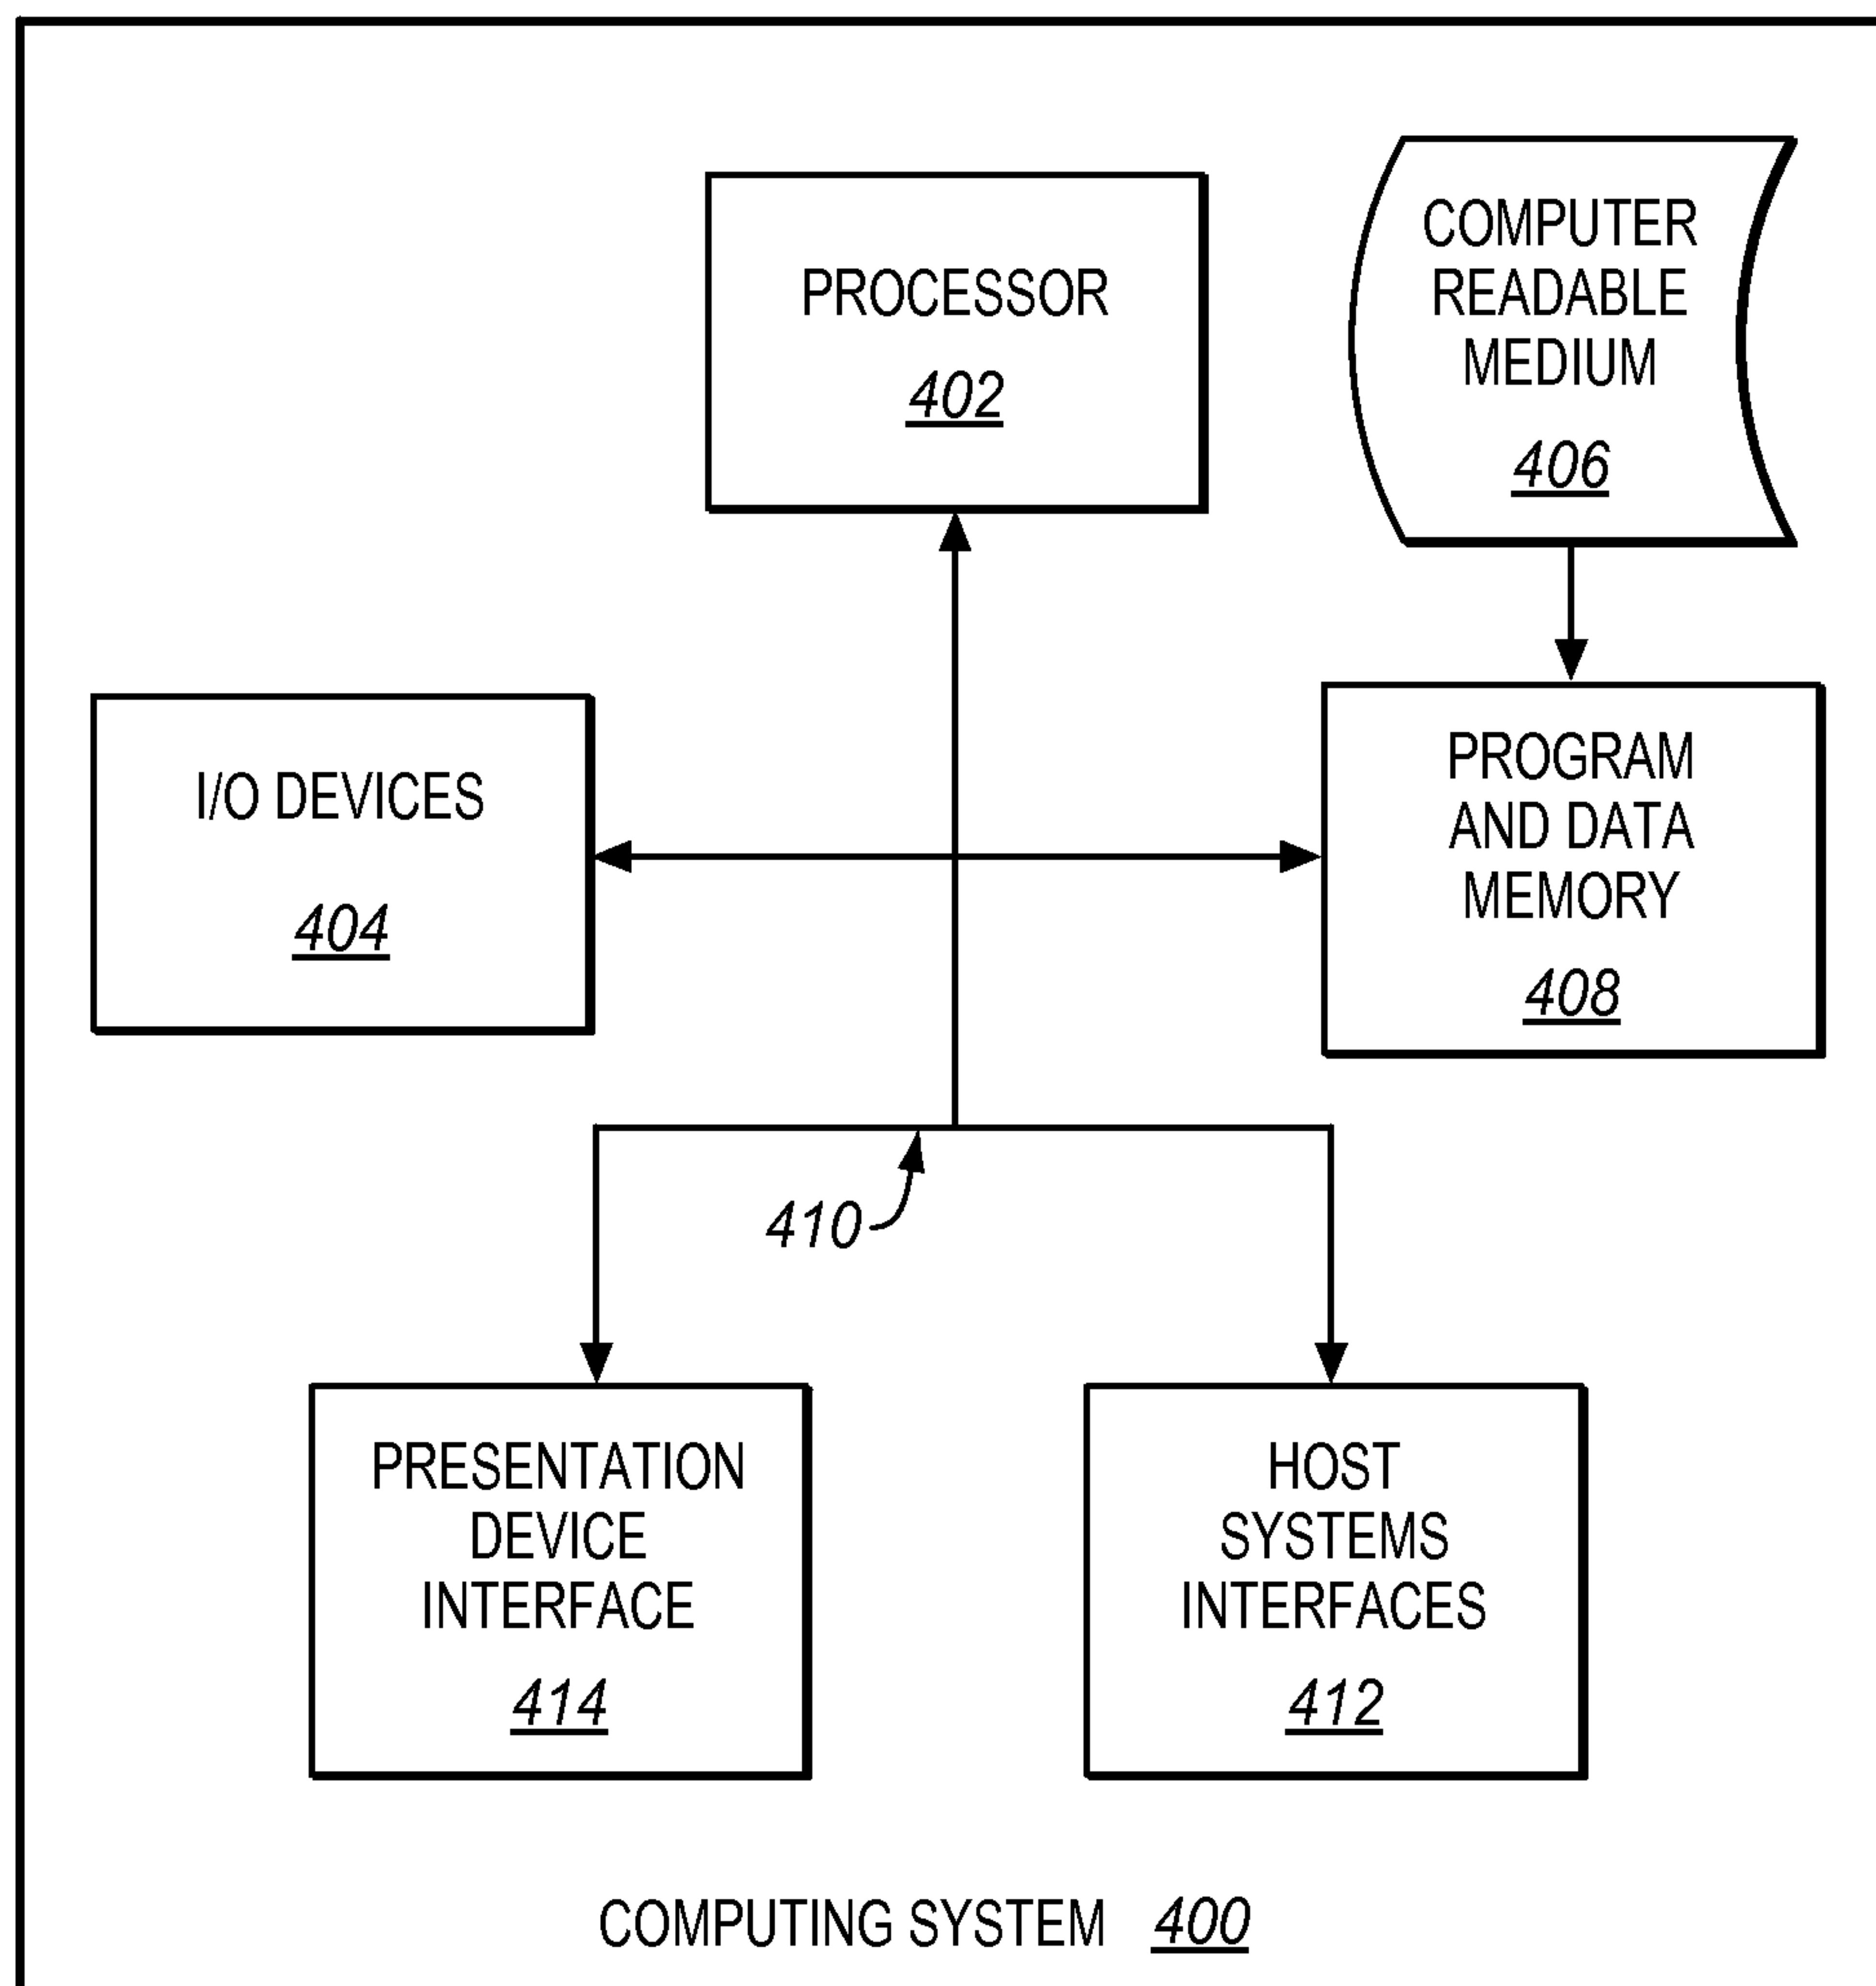 PROCESSOR
402
COMPUTER
READABLE
MEDIUM
406
I/O DEVICES
404
PROGRAM
AND DATA
MEMORY
408
410
PRESENTATION
DEVICE
INTERFACE
414
HOST
SYSTEMS
INTERFACES
412
COMPUTING SYSTEM 400